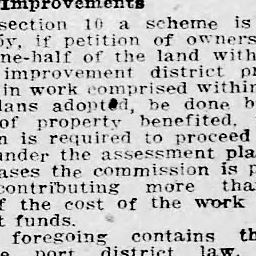 Improvements
section 10 a scheme is
by, if petition of owners
ne-half of the land with
improvement district pr
in work comprised within
lans adopted, be done b
of property benefited.
n is required to proceed
under the assessment pla
ases the commission is p
contributing more tha
f the cost of the work
t funds.
foregoing contains th
e port district law.